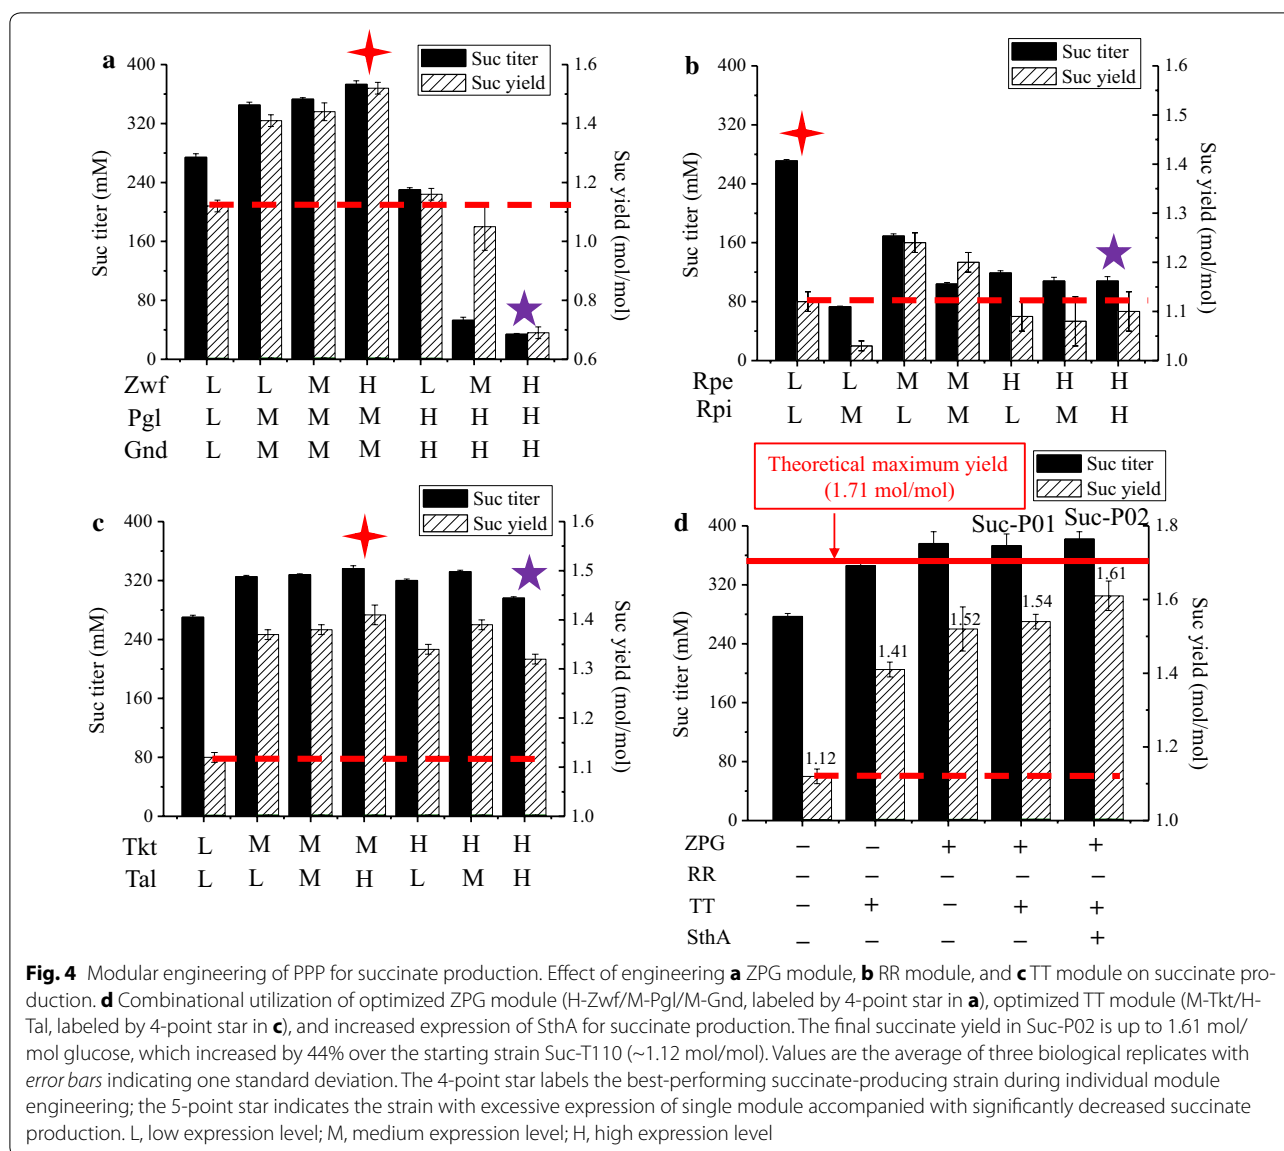 a
Suc titer
Suc yield
400
320
240
160
80
0
Suc titer (mM)
1.6
1.4
1.2
1.0
0.8
0.6
Suc yield (mol/mol)
Zwf L L M H L M H
Pgl L M M M H H H
Gnd L M M M H H H
b
Suc titer
Suc yield
400
320
240
160
80
0
Suc titer (mM)
1.6
1.5
1.4
1.3
1.2
1.1
1.0
Suc yield (mol/mol)
Rpe L L M M H H H
Rpi L M L M L M H
c
Suc titer
Suc yield
400
320
240
160
80
0
Suc titer (mM)
1.6
1.5
1.4
1.3
1.2
1.1
1.0
Suc yield (mol/mol)
Tkt L M M M H H H
Tal L L M H L M H
Theoretical maximum yield
(1.71 mol/mol)
Suc titer
Suc yield
d
Suc-P01
Suc-P02
400
320
240
160
80
0
Suc titer (mM)
1.8
1.6
1.4
1.2
1.0
Suc yield (mol/mol)
1.12
1.41
1.52
1.54
1.61
ZPG – – + + +
RR – – – – –
TT – + – + +
SthA – – – – +
Fig. 4 Modular engineering of PPP for succinate production. Effect of engineering a ZPG module, b RR module, and c TT module on succinate pro-
duction. d Combinational utilization of optimized ZPG module (H-Zwf/M-Pgl/M-Gnd, labeled by 4-point star in a), optimized TT module (M-Tkt/H-
Tal, labeled by 4-point star in c), and increased expression of SthA for succinate production. The final succinate yield in Suc-P02 is up to 1.61 mol/
mol glucose, which increased by 44% over the starting strain Suc-T110 (~1.12 mol/mol). Values are the average of three biological replicates with
error bars indicating one standard deviation. The 4-point star labels the best-performing succinate-producing strain during individual module
engineering; the 5-point star indicates the strain with excessive expression of single module accompanied with significantly decreased succinate
production. L, low expression level; M, medium expression level; H, high expression level